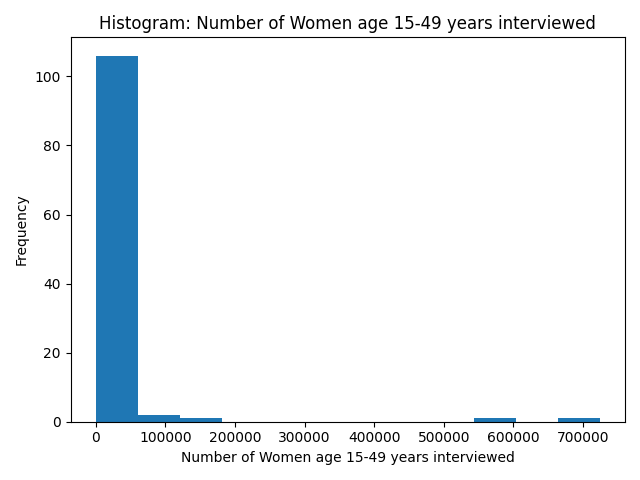 Histogram: Number of Women age 15-49 years interviewed
Frequency
100
80
60
40
20
0
0 100000 200000 300000 400000 500000 600000 700000
Number of Women age 15-49 years interviewed